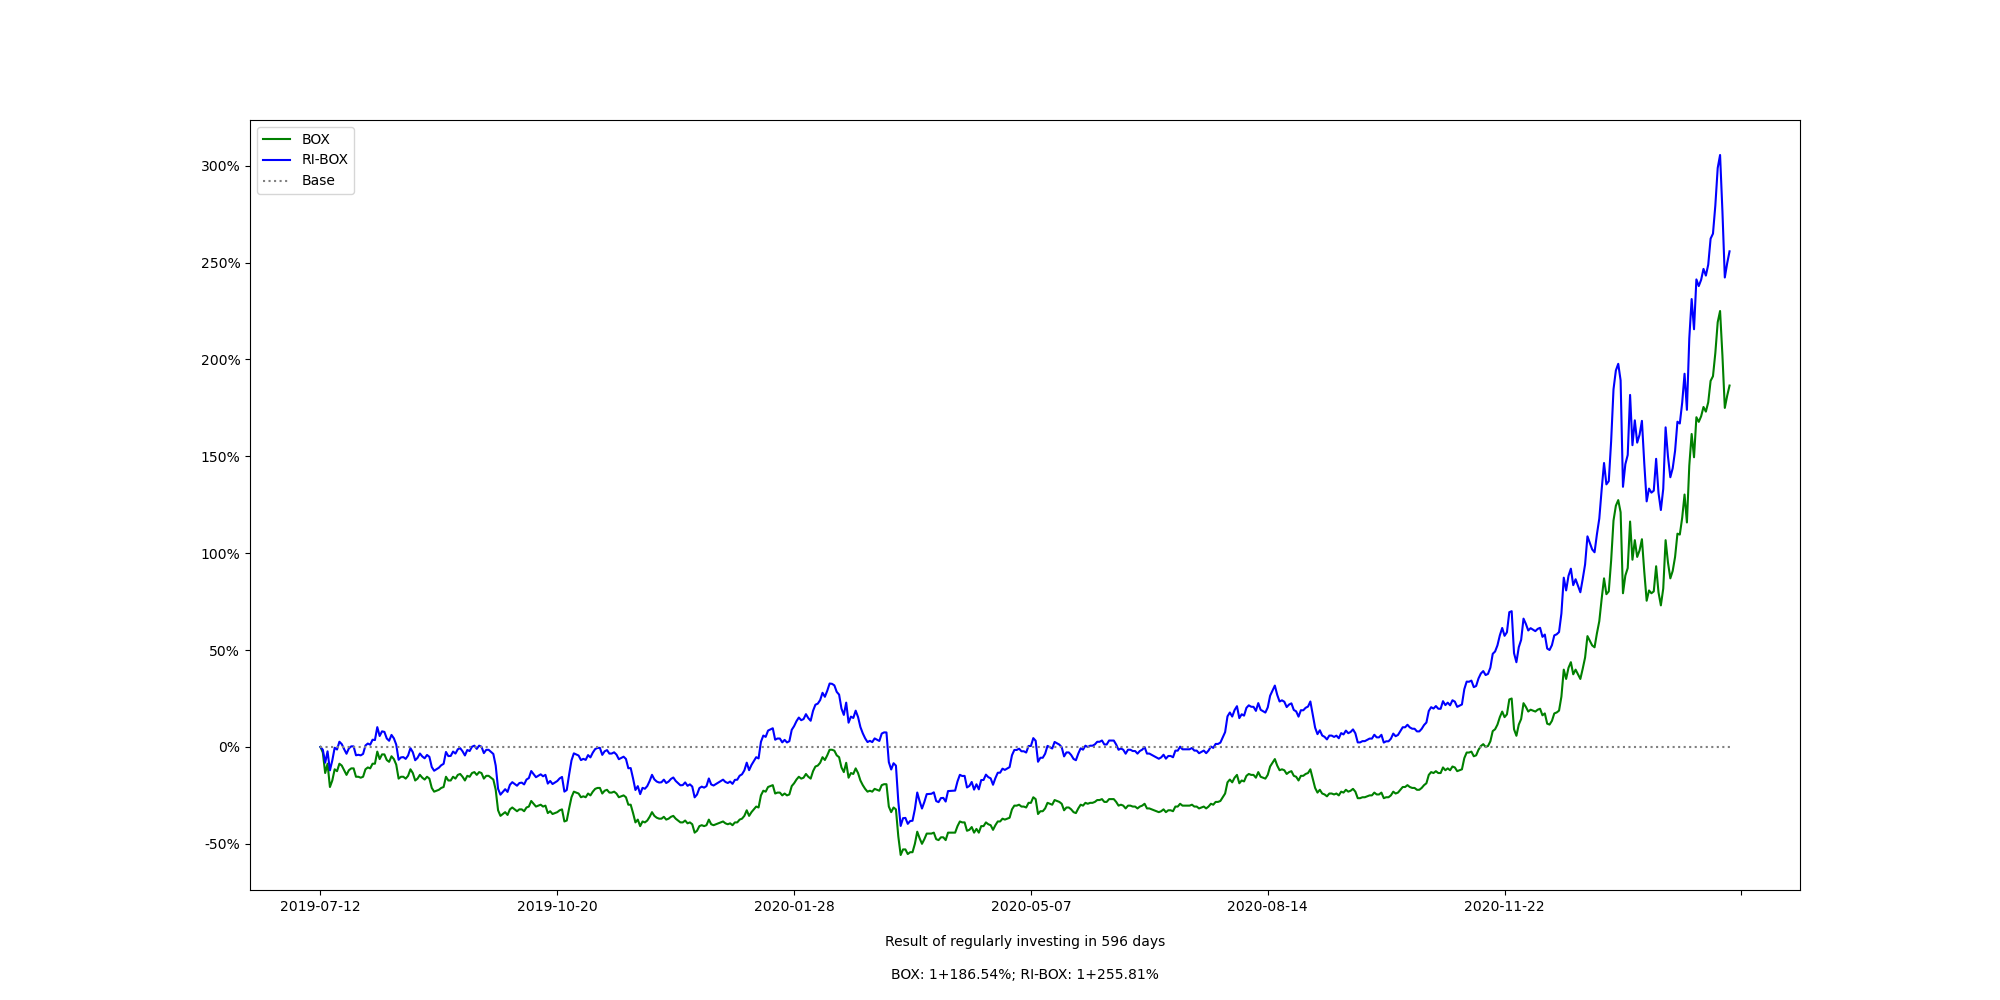 BOX
RI-BOX
Base
300%
250%
200%
150%
100%
50%
0%
-50%
2019-07-12 2019-10-20 2020-01-28 2020-05-07 2020-08-14 2020-11-22
Result of regularly investing in 596 days
BOX: 1+186.54%; RI-BOX: 1+255.81%